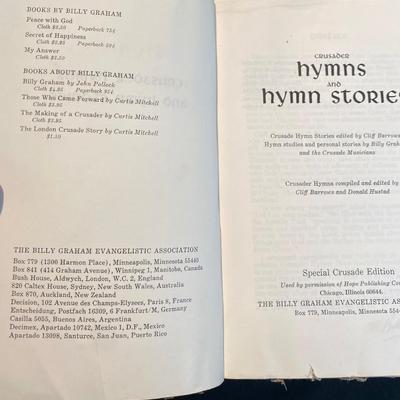 BOOKS BY BILLY GRAHAM
Peace with God
Cloth $3.50 Paperback 75¢
Secret of Happiness
Cloth $2.95 Paperback 50¢
My Answer
Cloth $3.50
BOOKS ABOUT BILLY GRAHAM
Billy Graham by John Pollock
Cloth $4.95 Paperback 95¢
Those Who Came Forward by Curtis Mitchell
Cloth $3.95
The Making of a Crusader by Curtis Mitchell
Cloth $3.95
The London Crusade Story by Curtis Mitchell
$1.50
THE BILLY GRAHAM EVANGELISTIC ASSOCIATION
Box 779 (1300 Harmon Place), Minneapolis, Minnesota 55440
Box 841 (414 Graham Avenue), Winnipeg 1, Manitoba, Canada
Bush House, Aldwych, London, W.C. 2, England
820 Caltex House, Sydney, New South Wales, Australia
Box 870, Auckland, New Zealand
Decision, 102 Avenue des Champs-Elysees, Paris 8, France
Entscheidung, Postfach 16309, 6 Frankfurt/M, Germany
Casilla 5055, Buenos Aires, Argentina
Decimex, Apartado 10742, Mexico 1, D.F., Mexico
Apartado 13098, Santurce, San Juan, Puerto Rico
CRUSADER
hymns
AND
hymn stories
Crusade Hymn Stories edited by Cliff Barrows
Hymn studies and personal stories by Billy Grah
and the Crusade Musicians
Crusader Hymns compiled and edited by
Cliff Barrows and Donald Hustad
Special Crusade Edition
Used by permission of Hope Publishing Co
Chicago, Illinois 60644.
THE BILLY GRAHAM EVANGELISTIC ASSO
Box 779, Minneapolis, Minnesota 554